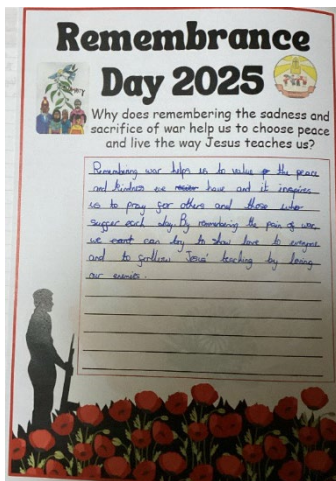 Remembrance
Day 2025
Why does remembering the sadness and
sacrifice of war help us to choose peace
and live the way Jesus teaches us?
Remembering war helps us to value the peace
and kindness we have and it inspires
us to pray for others and those who
suffer each day. By remembering the pain of war,
we can try to show love to everyone
and to follow Jesus' teaching by loving
our enemies.